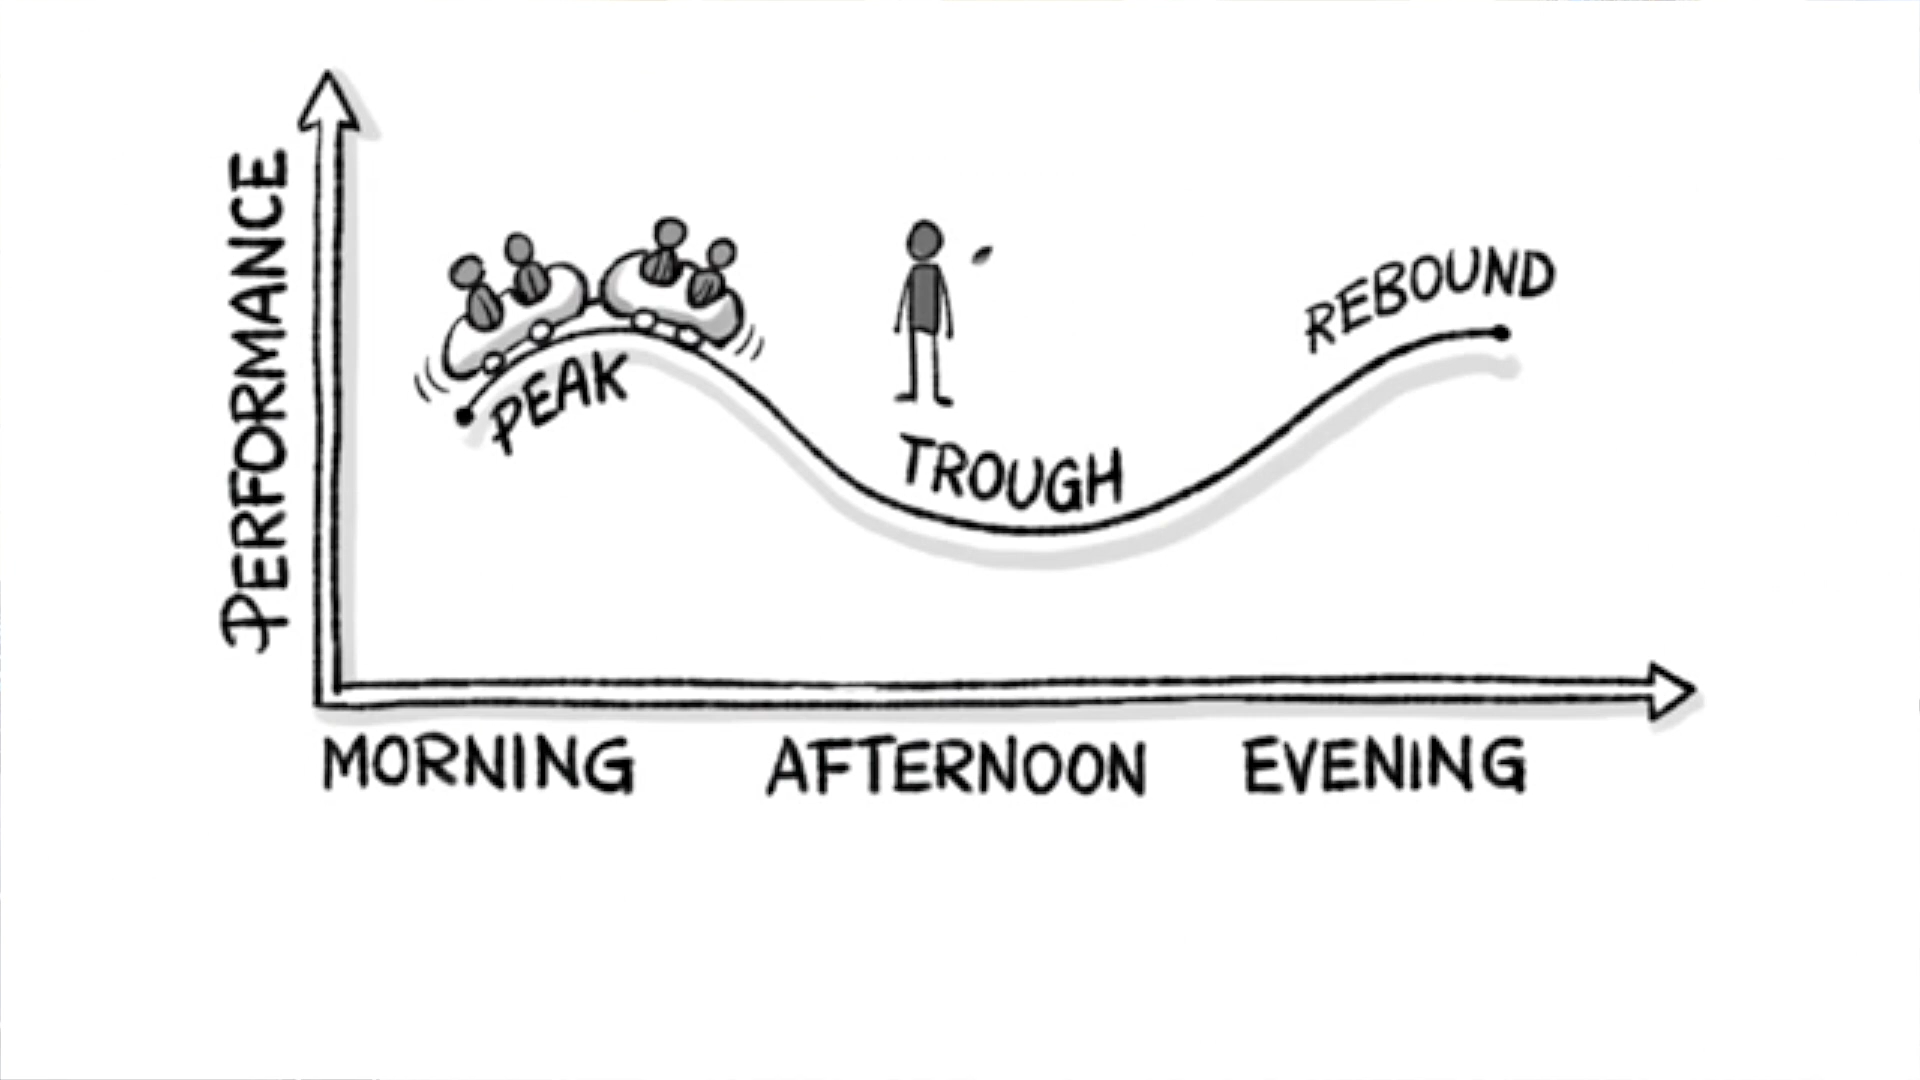 PERFORMANCE
PEAK
TROUGH
REBOUND
MORNING AFTERNOON EVENING